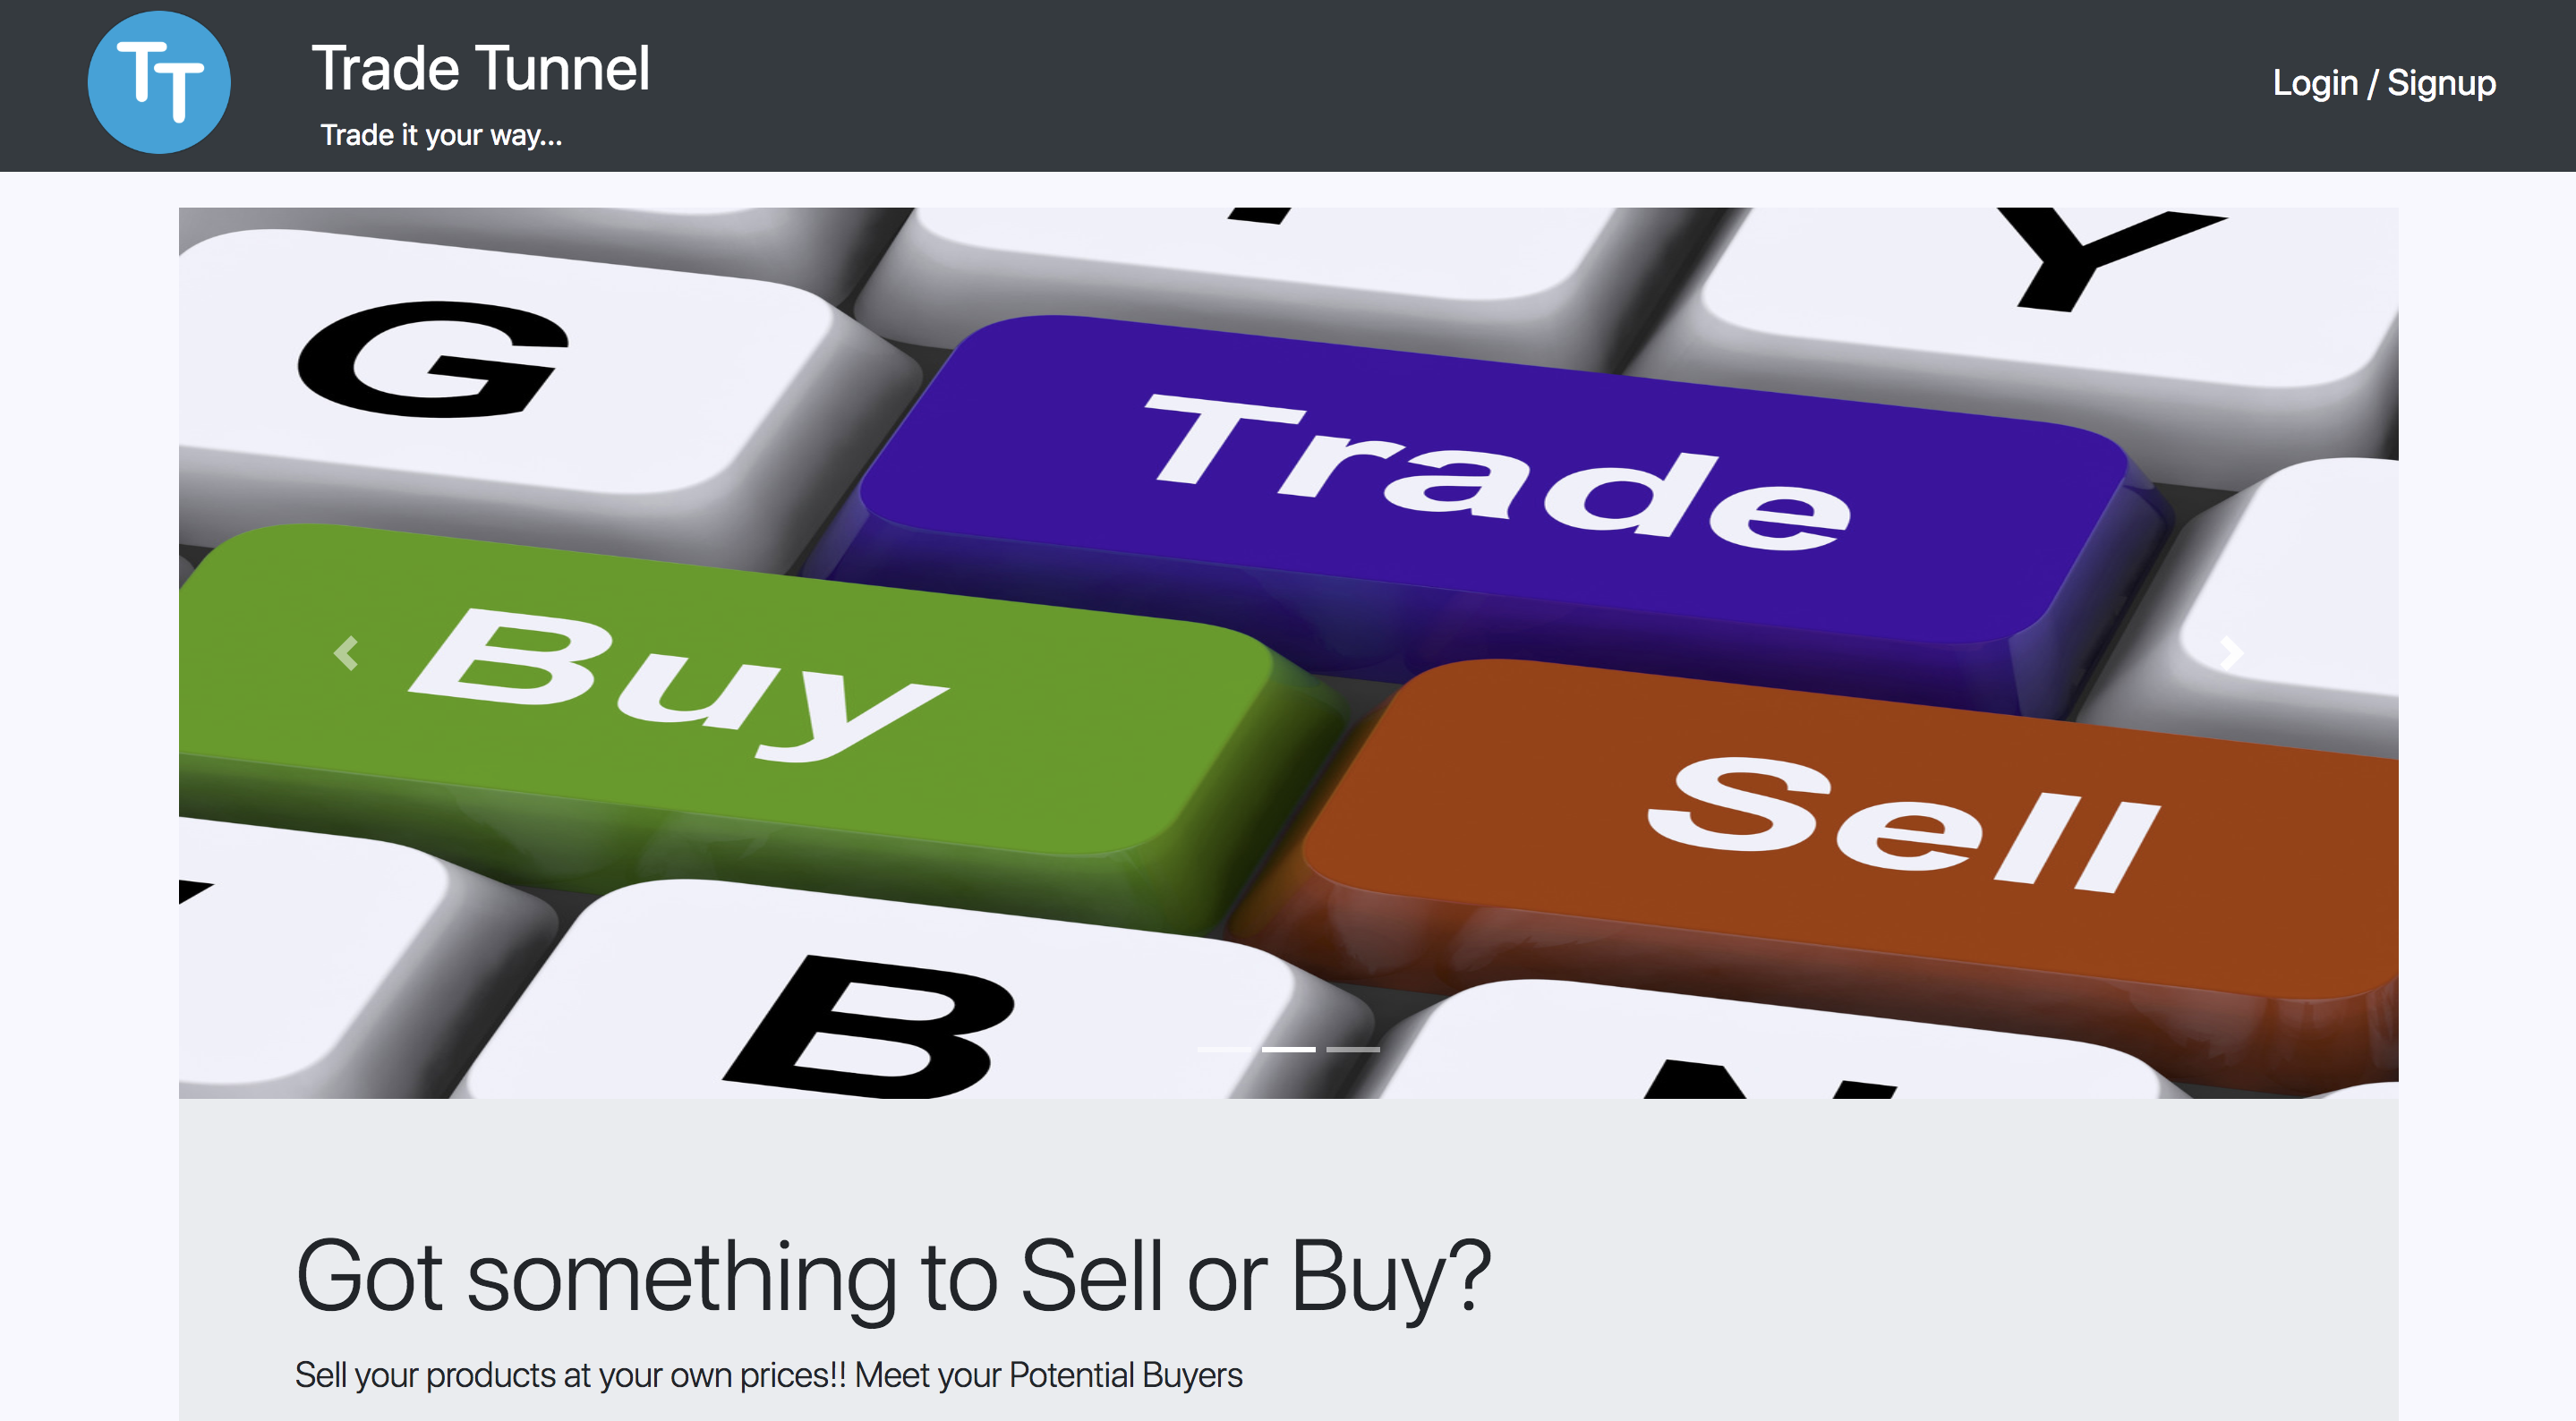 TT
Trade Tunnel
Trade it your way...
Login / Signup
Y
G
Trade
Buy
Sell
B
N
Got something to Sell or Buy?
Sell your products at your own prices!! Meet your Potential Buyers